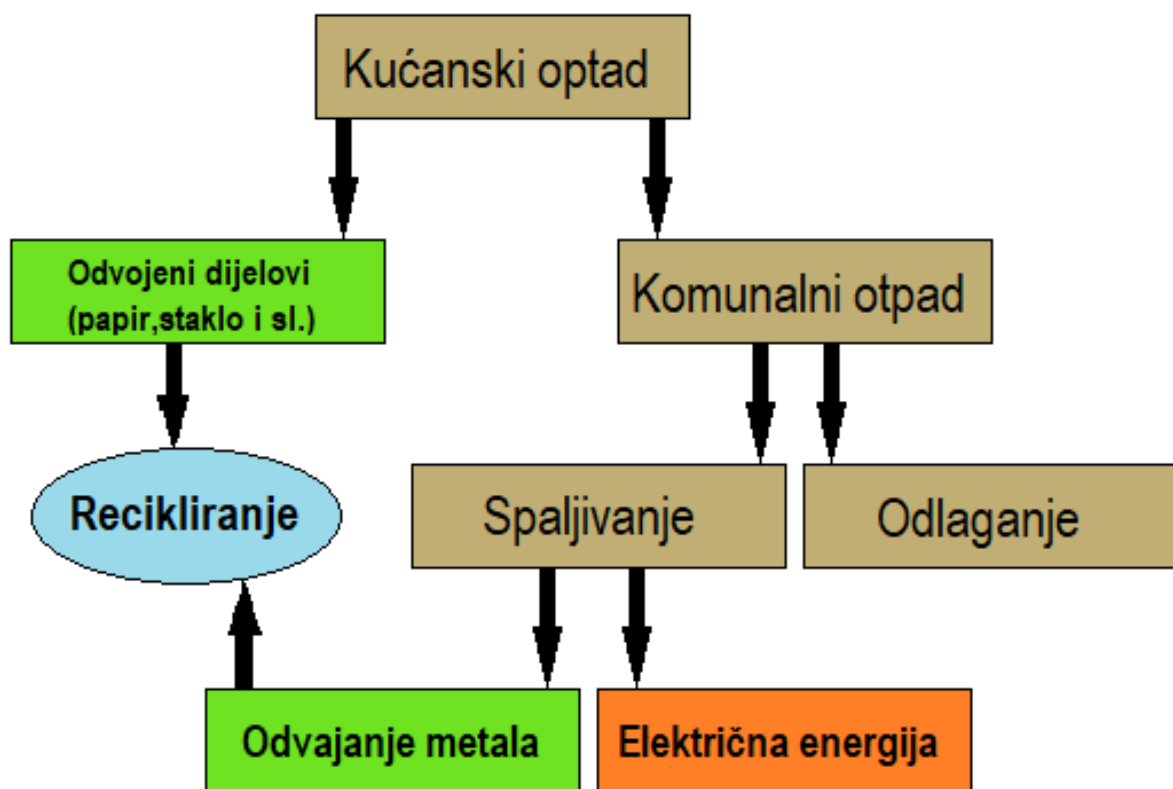 Kućanski optad
Odvojeni dijelovi
(papir,staklo i sl.)
Komunalni otpad
Recikliranje
Spaljivanje
Odlaganje
Odvajanje metala
Električna energija